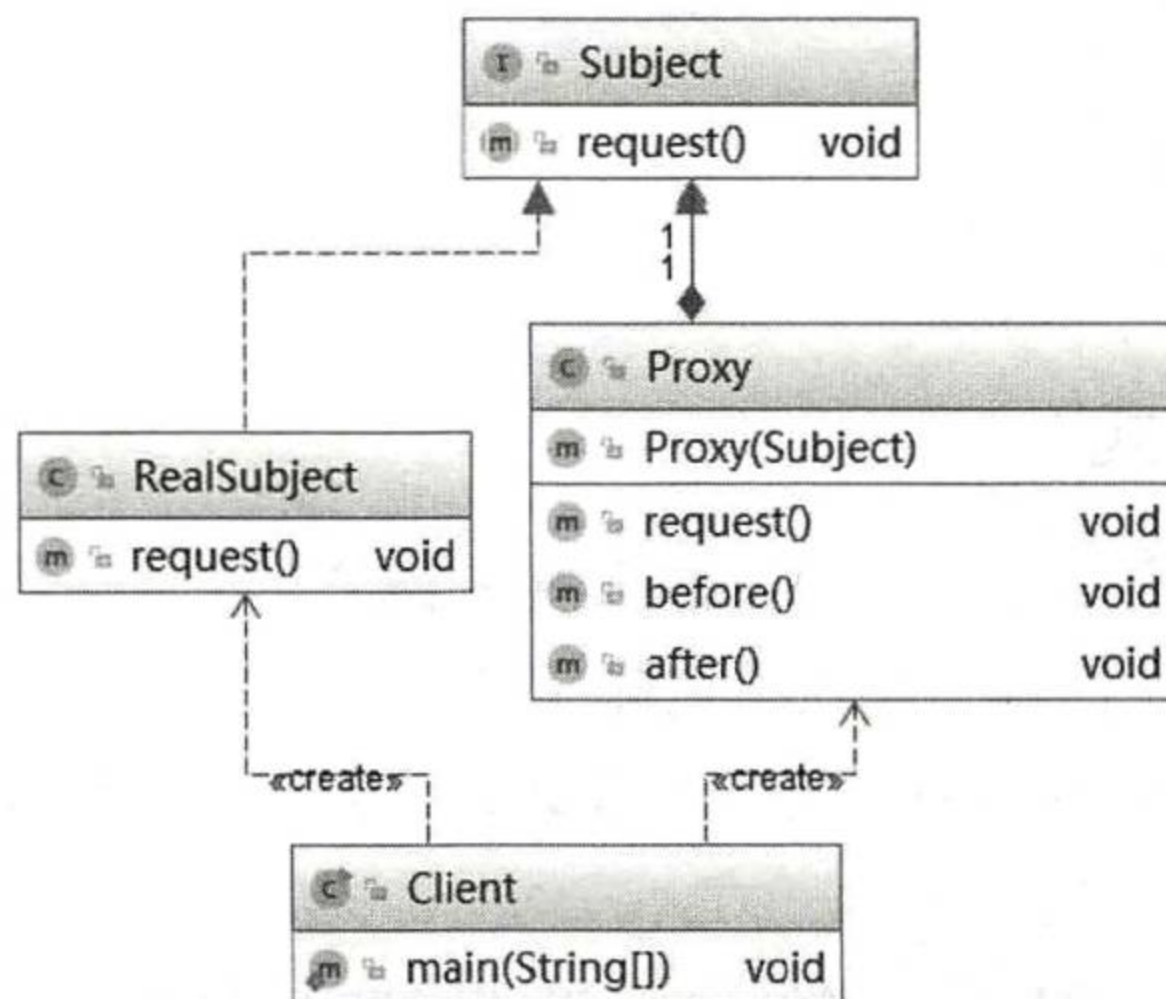 Subject
request() void
1
1
Proxy
Proxy(Subject)
RealSubject
request() void
request() void
before() void
after() void
«create»
«create»
Client
main(String[]) void